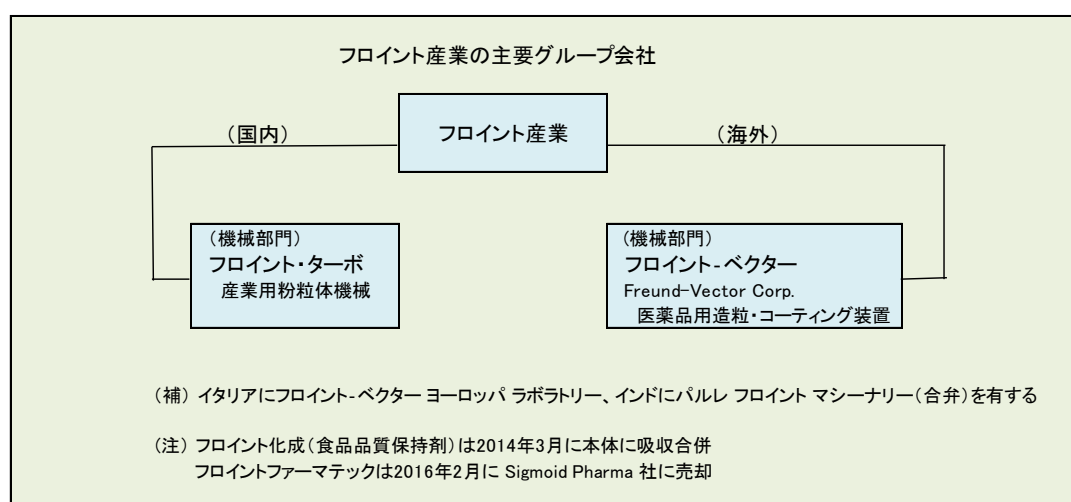 フロイント産業の主要グループ会社
(国内)
フロイント産業
(海外)
(機械部門)
フロイント・ターボ
産業用粉粒体機械
(機械部門)
フロイント-ベクター
Freund-Vector Corp.
医薬品用造粒・コーティング装置
(補) イタリアにフロイント-ベクター ヨーロッパ ラボラトリー、インドにパルレ フロイント マシーナリー(合弁)を有する
(注) フロイント化成(食品品質保持剤)は2014年3月に本体に吸収合併
フロイントファーマテックは2016年2月に Sigmoid Pharma 社に売却